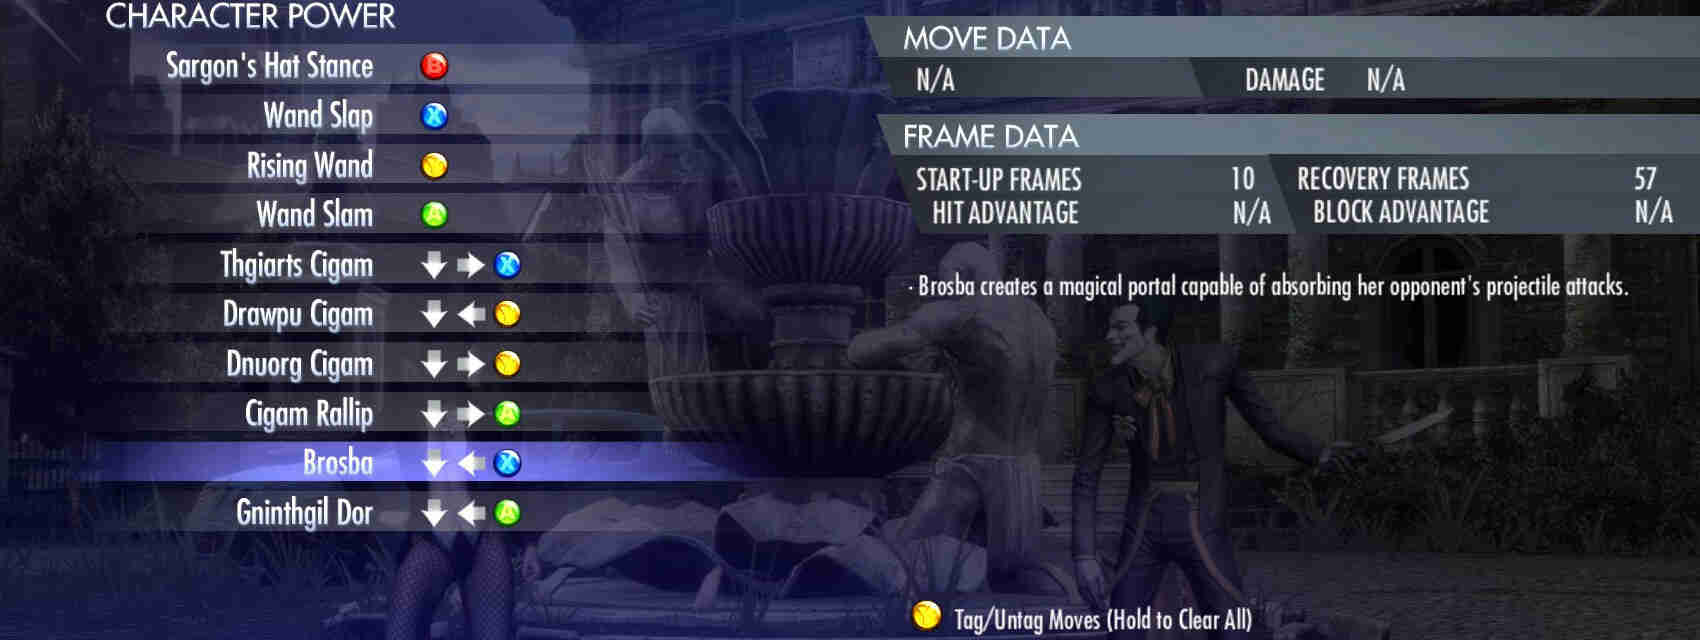 CHARACTER POWER
Sargon's Hat Stance B
Wand Slap X
Rising Wand Y
Wand Slam A
Thgiarts Cigam X
Drawpu Cigam Y
Dnuorg Cigam Y
Cigam Rallip A
Brosba X
Gninthgil Dor A
MOVE DATA
N/A DAMAGE N/A
FRAME DATA
START-UP FRAMES 10 RECOVERY FRAMES 57
HIT ADVANTAGE N/A BLOCK ADVANTAGE N/A
· Brosba creates a magical portal capable of absorbing her opponent's projectile attacks.
Y Tag/Untag Moves (Hold to Clear All)